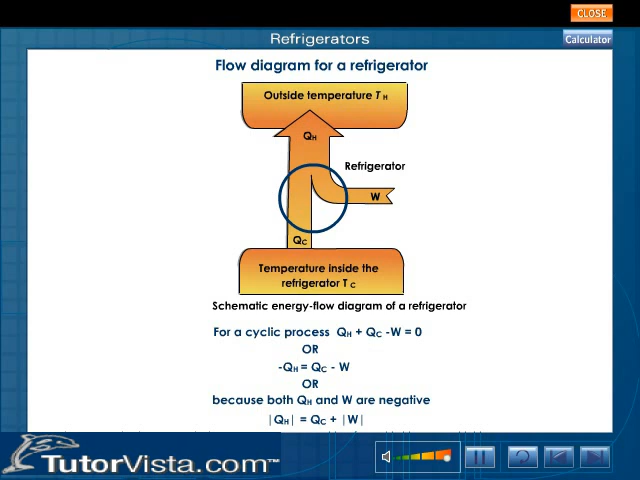 CLOSE
Refrigerators
Calculator
Flow diagram for a refrigerator
Outside temperature T H
QH
Refrigerator
W
QC
Temperature inside the
refrigerator T C
Schematic energy-flow diagram of a refrigerator
For a cyclic process QH + QC -W = 0
OR
-QH = QC - W
OR
because both QH and W are negative
|QH| = QC + |W|
TutorVista.com™